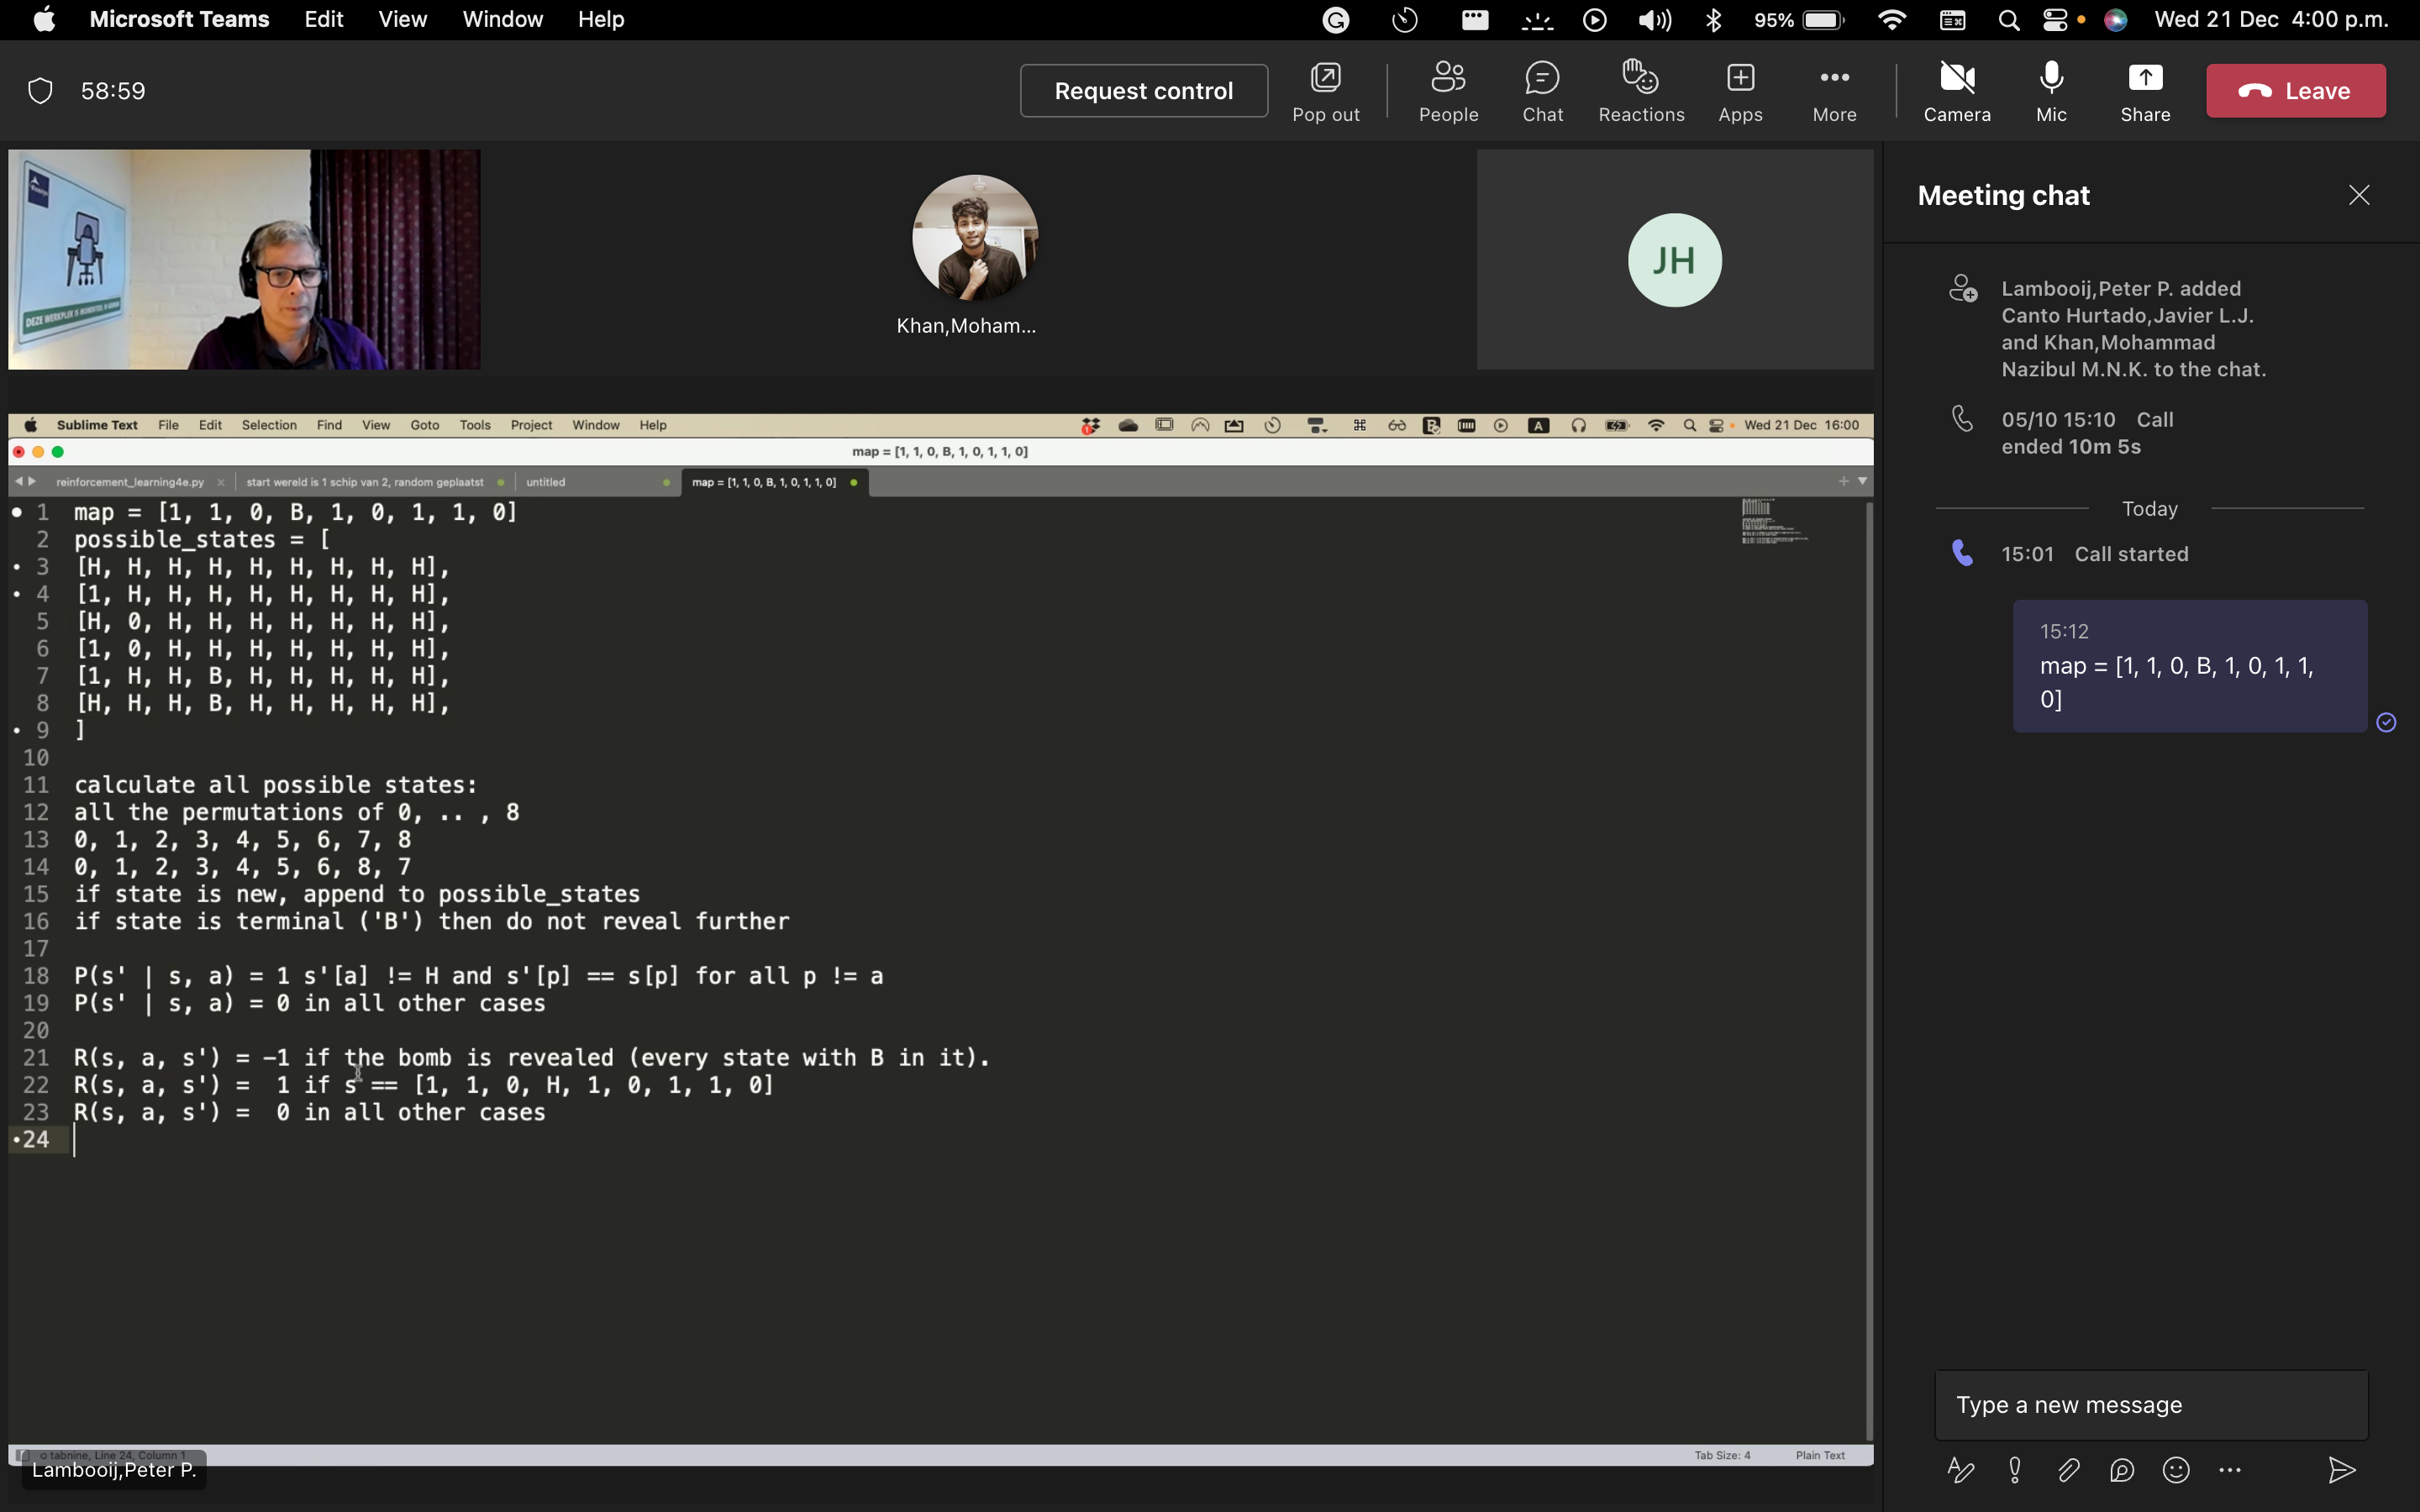 Microsoft Teams Edit View Window Help 95% Wed 21 Dec 4:00 p.m.
58:59 Request control Pop out People Chat Reactions Apps More Camera Mic Share Leave
DEZE WERKPLEK IS
Khan,Moham...
JH
Sublime Text File Edit Selection Find View Goto Tools Project Window Help Wed 21 Dec 16:00
map = [1, 1, 0, B, 1, 0, 1, 1, 0]
reinforcement_learning4e.py start wereld is 1 schip van 2, random geplaatst untitled map = [1, 1, 0, B, 1, 0, 1, 1, 0]
1 map = [1, 1, 0, B, 1, 0, 1, 1, 0]
2 possible_states = [
3 [H, H, H, H, H, H, H, H, H],
4 [1, H, H, H, H, H, H, H, H],
5 [H, 0, H, H, H, H, H, H, H],
6 [1, 0, H, H, H, H, H, H, H],
7 [1, H, H, B, H, H, H, H, H],
8 [H, H, H, B, H, H, H, H, H],
9 ]
10
11 calculate all possible states:
12 all the permutations of 0, .. , 8
13 0, 1, 2, 3, 4, 5, 6, 7, 8
14 0, 1, 2, 3, 4, 5, 6, 8, 7
15 if state is new, append to possible_states
16 if state is terminal ('B') then do not reveal further
17
18 P(s' | s, a) = 1 s'[a] != H and s'[p] == s[p] for all p != a
19 P(s' | s, a) = 0 in all other cases
20
21 R(s, a, s') = -1 if the bomb is revealed (every state with B in it).
22 R(s, a, s') =  1 if s == [1, 1, 0, H, 1, 0, 1, 1, 0]
23 R(s, a, s') =  0 in all other cases
24
tabnine, Line 24, Column 1 Tab Size: 4 Plain Text
Lambooij,Peter P.
Meeting chat
Lambooij,Peter P. added
Canto Hurtado,Javier L.J.
and Khan,Mohammad
Nazibul M.N.K. to the chat.
05/10 15:10 Call
ended 10m 5s
Today
15:01 Call started
15:12
map = [1, 1, 0, B, 1, 0, 1, 1,
0]
Type a new message